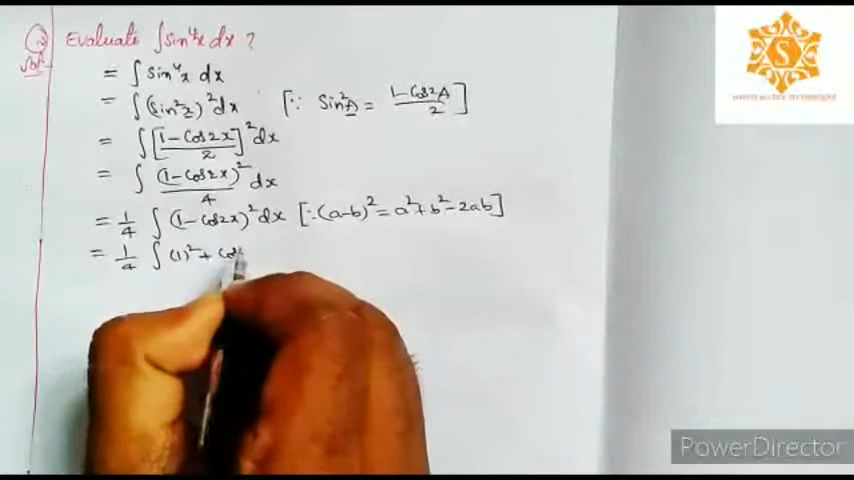 Q Evaluate ∫sin⁴x dx ?
Sol:-
= ∫ sin⁴x dx
= ∫ (sin²x)² dx [∵ Sin²A = (1-Cos2A)/2]
= ∫ [(1-Cos2x)/2]² dx
= ∫ (1-Cos2x)²/4 dx
= 1/4 ∫ (1-Cos2x)² dx [∵(a-b)² = a²+b²-2ab]
= 1/4 ∫ (1)² + Cos
S
PowerDirector